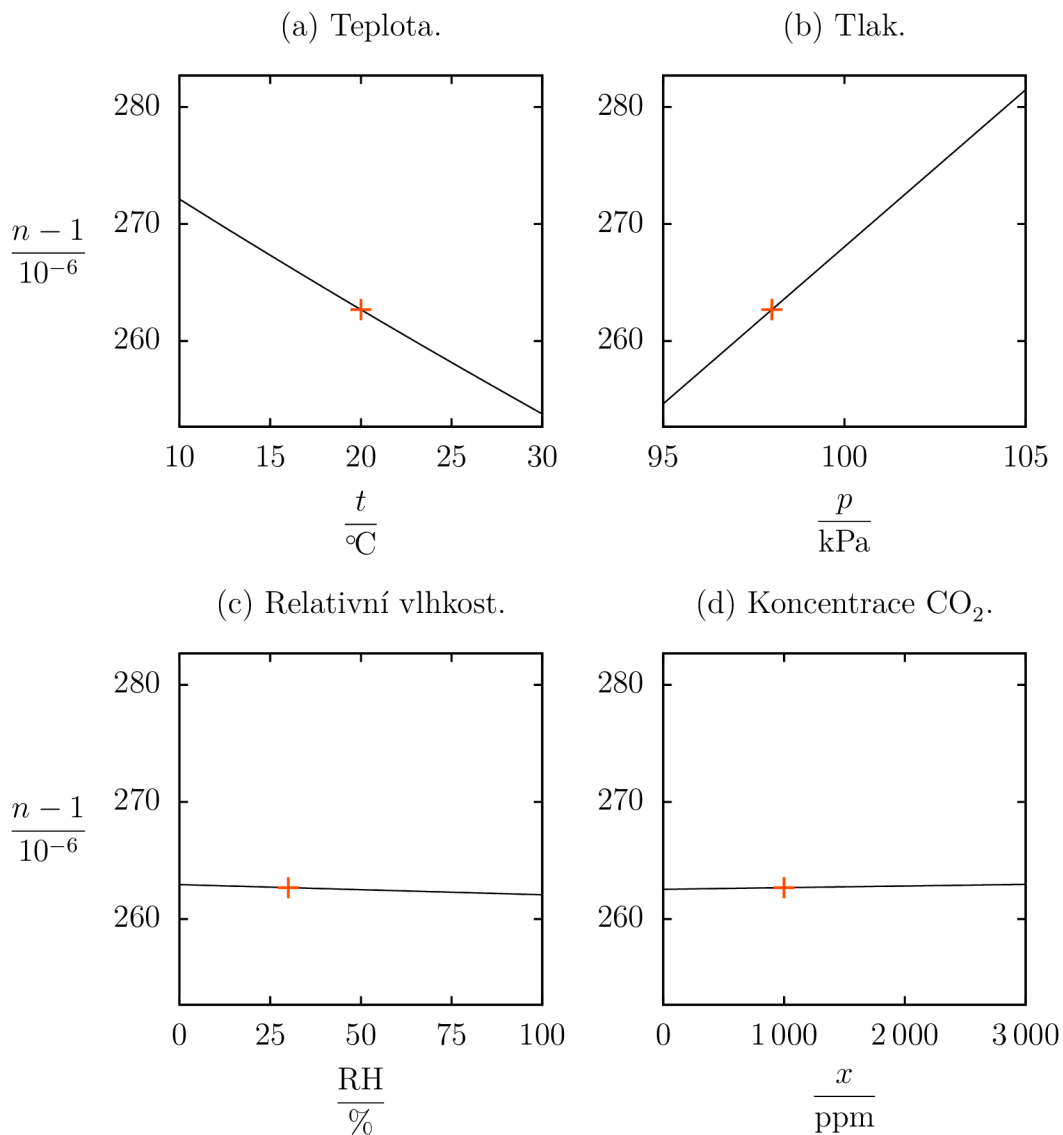 (a) Teplota.
(b) Tlak.
280
270
260
n − 1
10⁻⁶
10 15 20 25 30
t
°C
280
270
260
95 100 105
p
kPa
(c) Relativní vlhkost.
(d) Koncentrace CO₂.
280
270
260
n − 1
10⁻⁶
0 25 50 75 100
RH
%
280
270
260
0 1 000 2 000 3 000
x
ppm